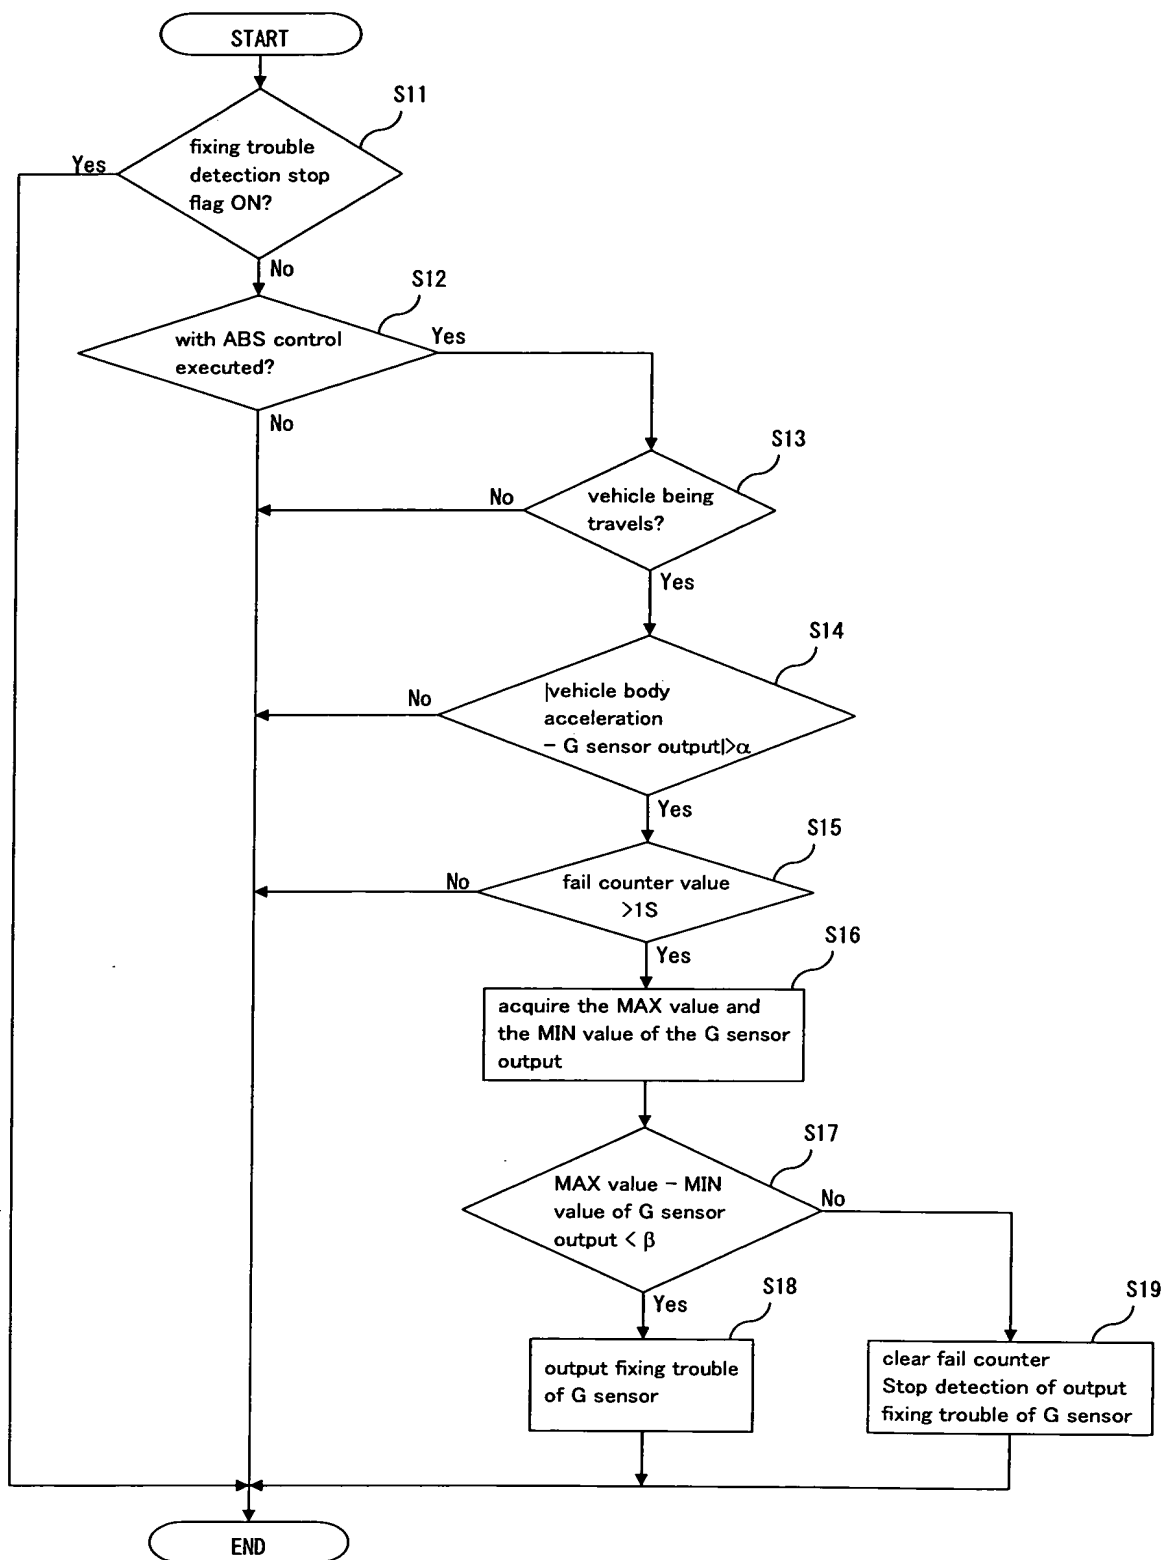 START
S11
fixing trouble
detection stop
flag ON?
Yes
No
S12
with ABS control
executed?
Yes
No
S13
vehicle being
travels?
No
Yes
S14
|vehicle body
acceleration
− G sensor output|>α
No
Yes
S15
fail counter value
>1S
No
Yes
S16
acquire the MAX value and
the MIN value of the G sensor
output
S17
MAX value − MIN
value of G sensor
output < β
No
Yes
S18
output fixing trouble
of G sensor
S19
clear fail counter
Stop detection of output
fixing trouble of G sensor
END